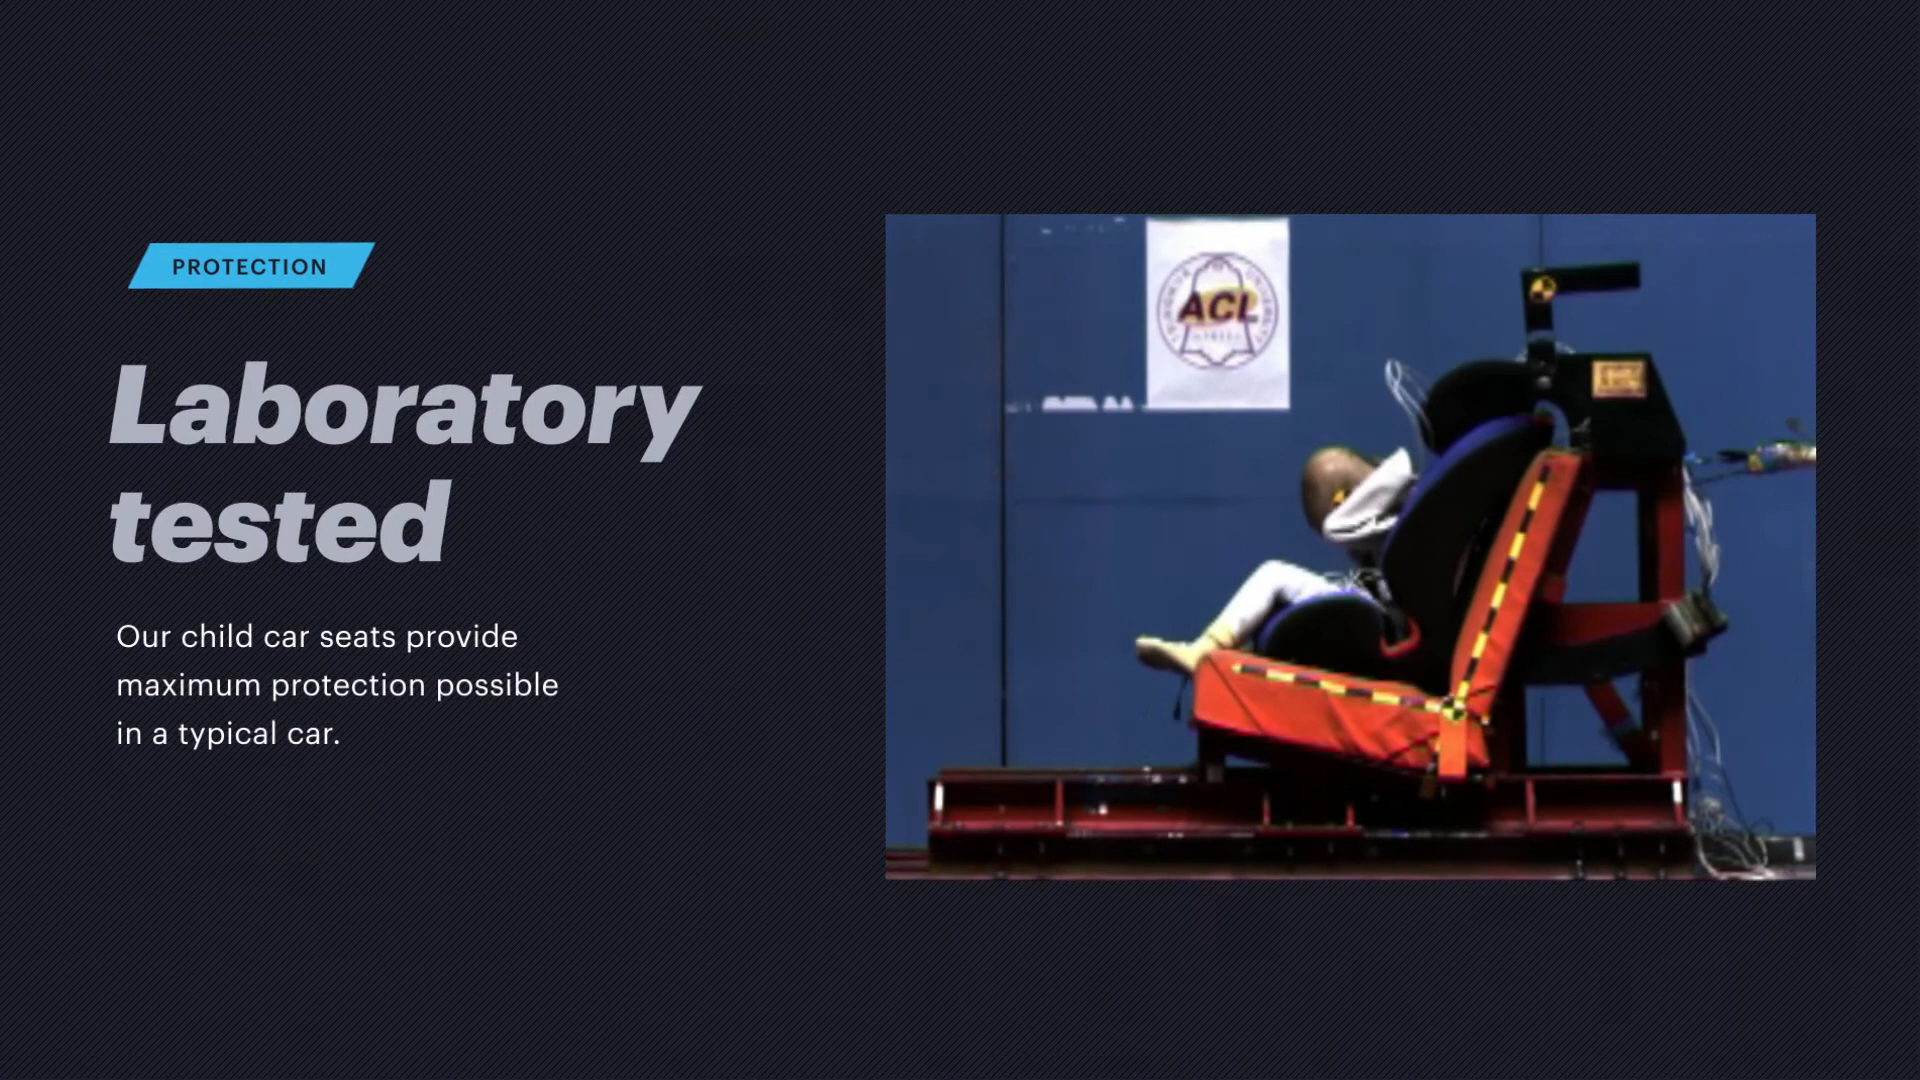 PROTECTION
Laboratory
tested
Our child car seats provide
maximum protection possible
in a typical car.
ACL